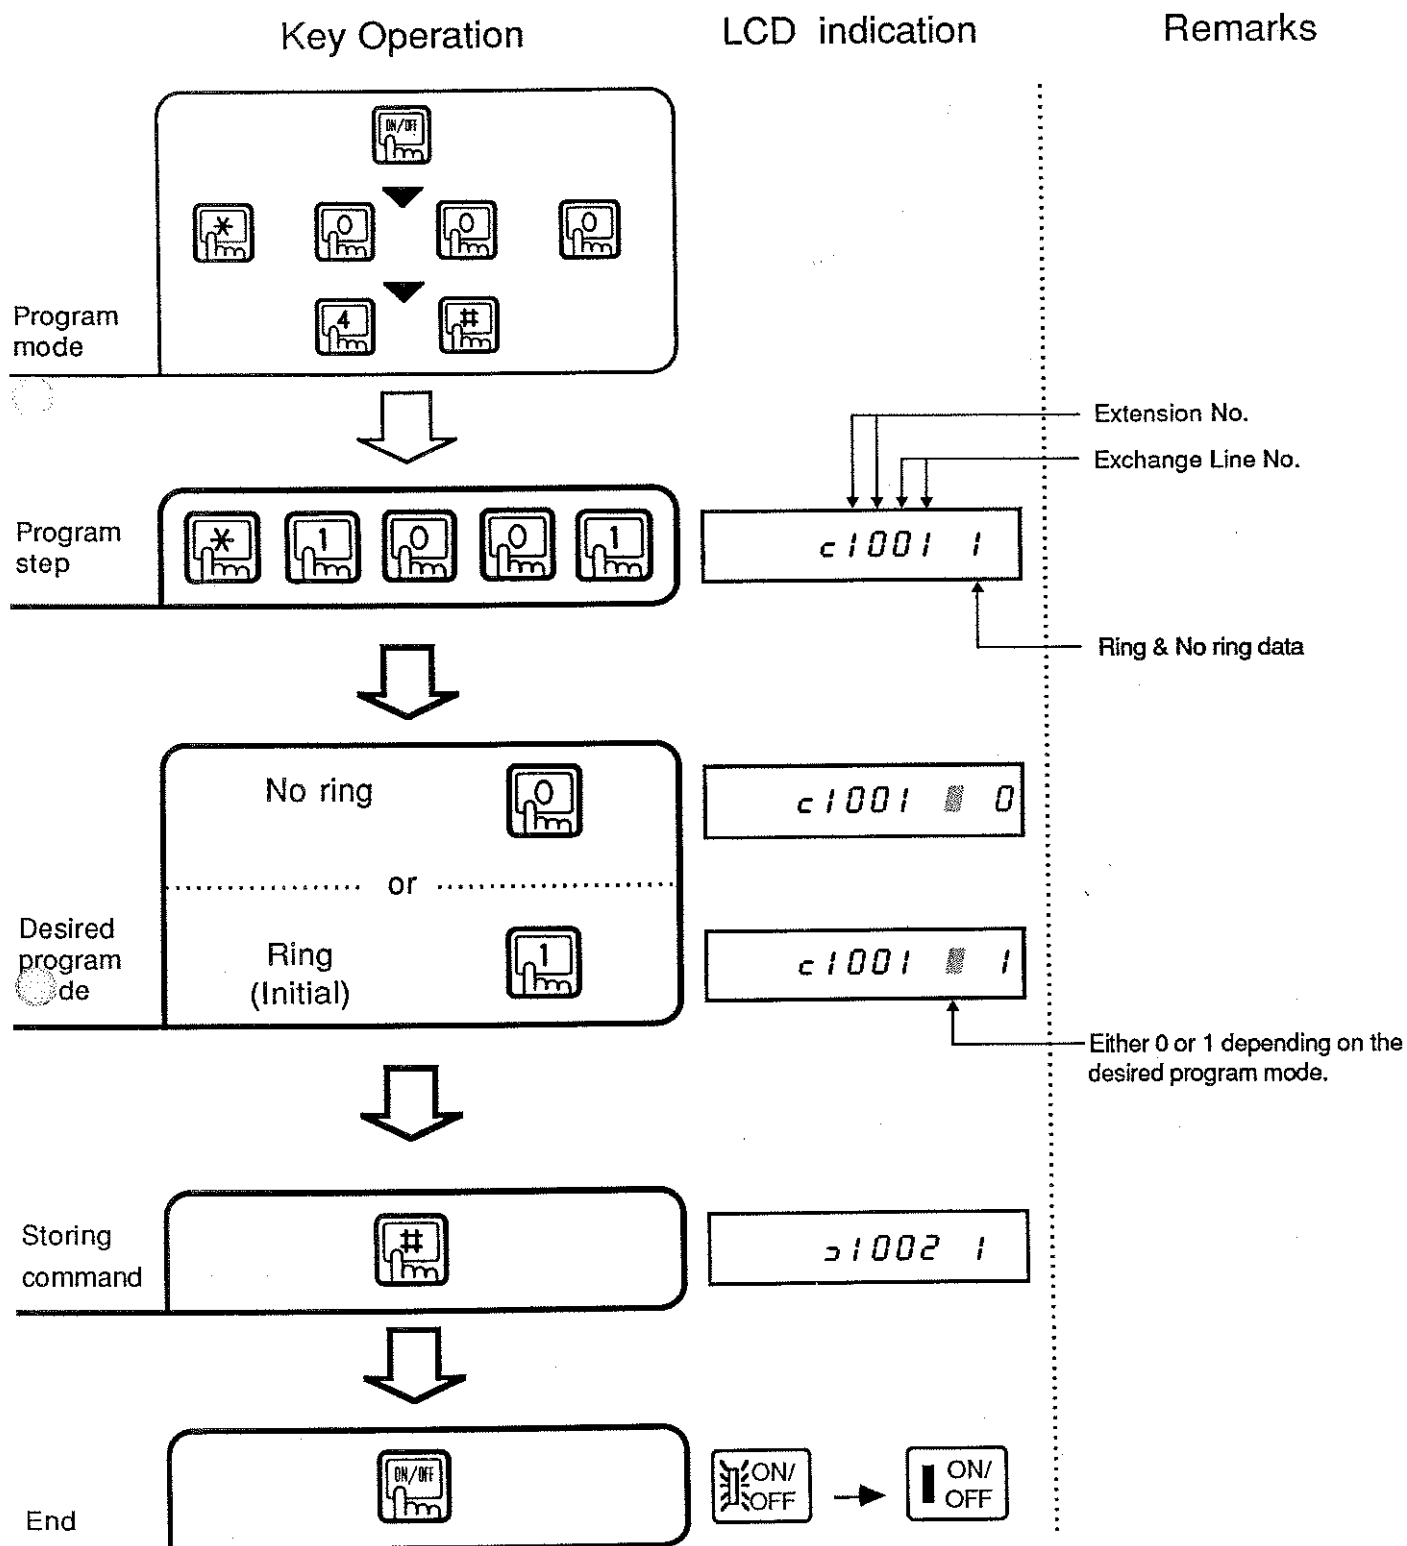 Key Operation LCD indication Remarks
ON/OFF
* 0 0 0
4 #
Program
mode
Extension No.
Exchange Line No.
Program
step
* 1 0 0 1
c1001 1
Ring & No ring data
No ring 0
c1001 0
or
Desired
program
de
Ring
(Initial)
1
c1001 1
Either 0 or 1 depending on the
desired program mode.
Storing
command
#
ɔ1002 1
End
ON/OFF
ON/
OFF
ON/
OFF